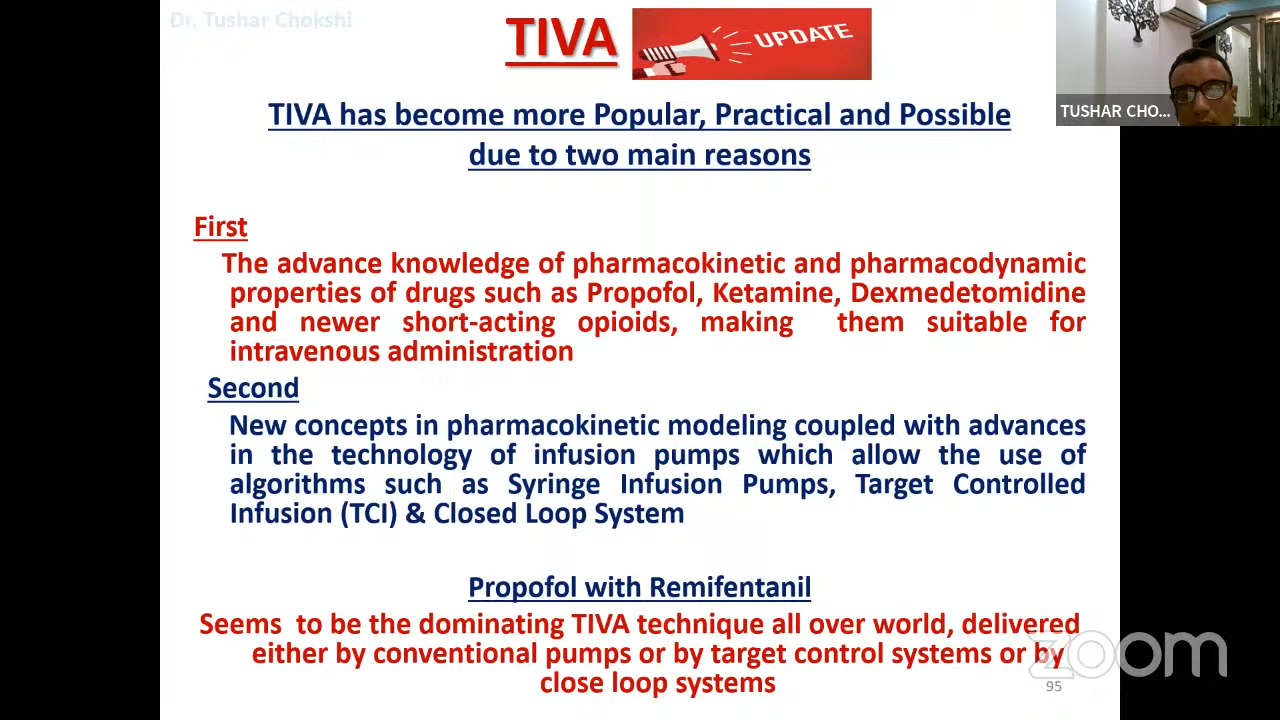 Dr. Tushar Chokshi
TIVA
UPDATE
TUSHAR CHO...
TIVA has become more Popular, Practical and Possible
due to two main reasons
First
The advance knowledge of pharmacokinetic and pharmacodynamic
properties of drugs such as Propofol, Ketamine, Dexmedetomidine
and newer short-acting opioids, making them suitable for
intravenous administration
Second
New concepts in pharmacokinetic modeling coupled with advances
in the technology of infusion pumps which allow the use of
algorithms such as Syringe Infusion Pumps, Target Controlled
Infusion (TCI) & Closed Loop System
Propofol with Remifentanil
Seems to be the dominating TIVA technique all over world, delivered
either by conventional pumps or by target control systems or by
close loop systems
zoom
95